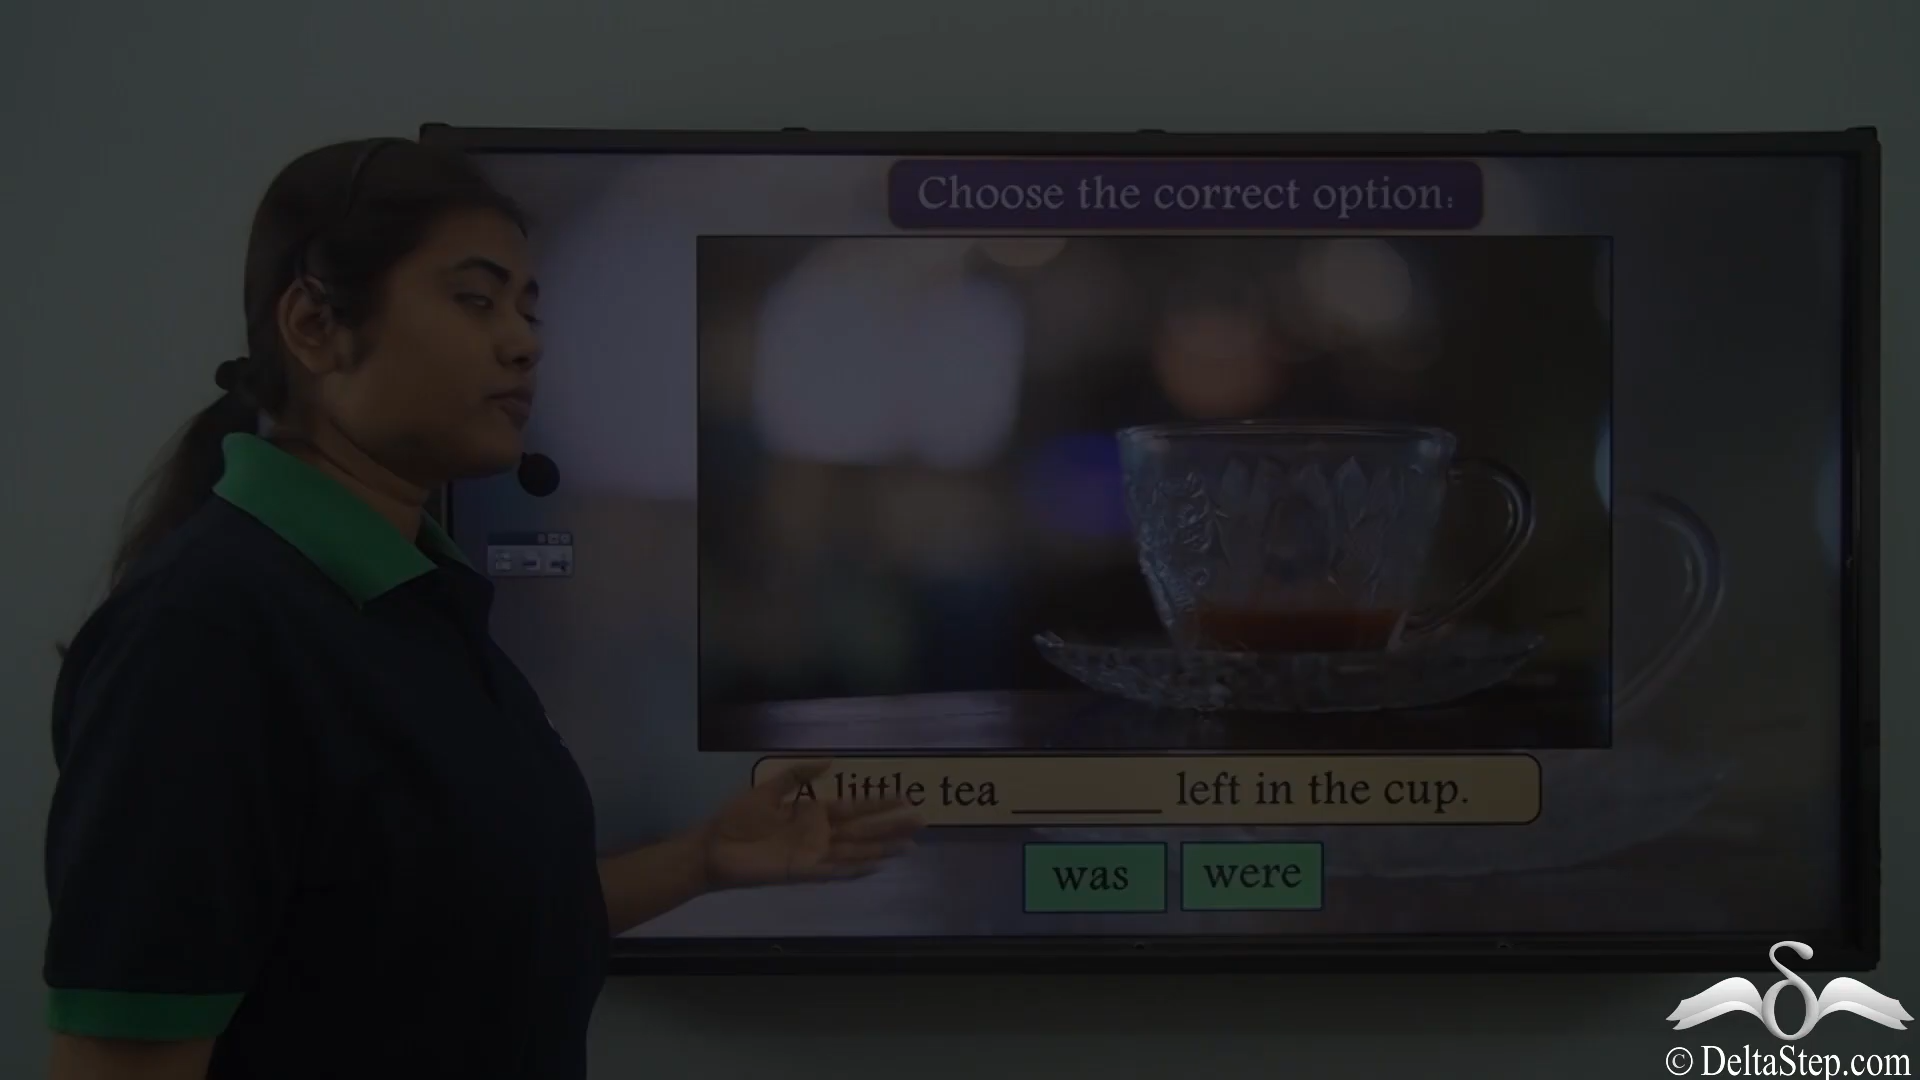 Choose the correct option:
A little tea ______ left in the cup.
was were
© DeltaStep.com